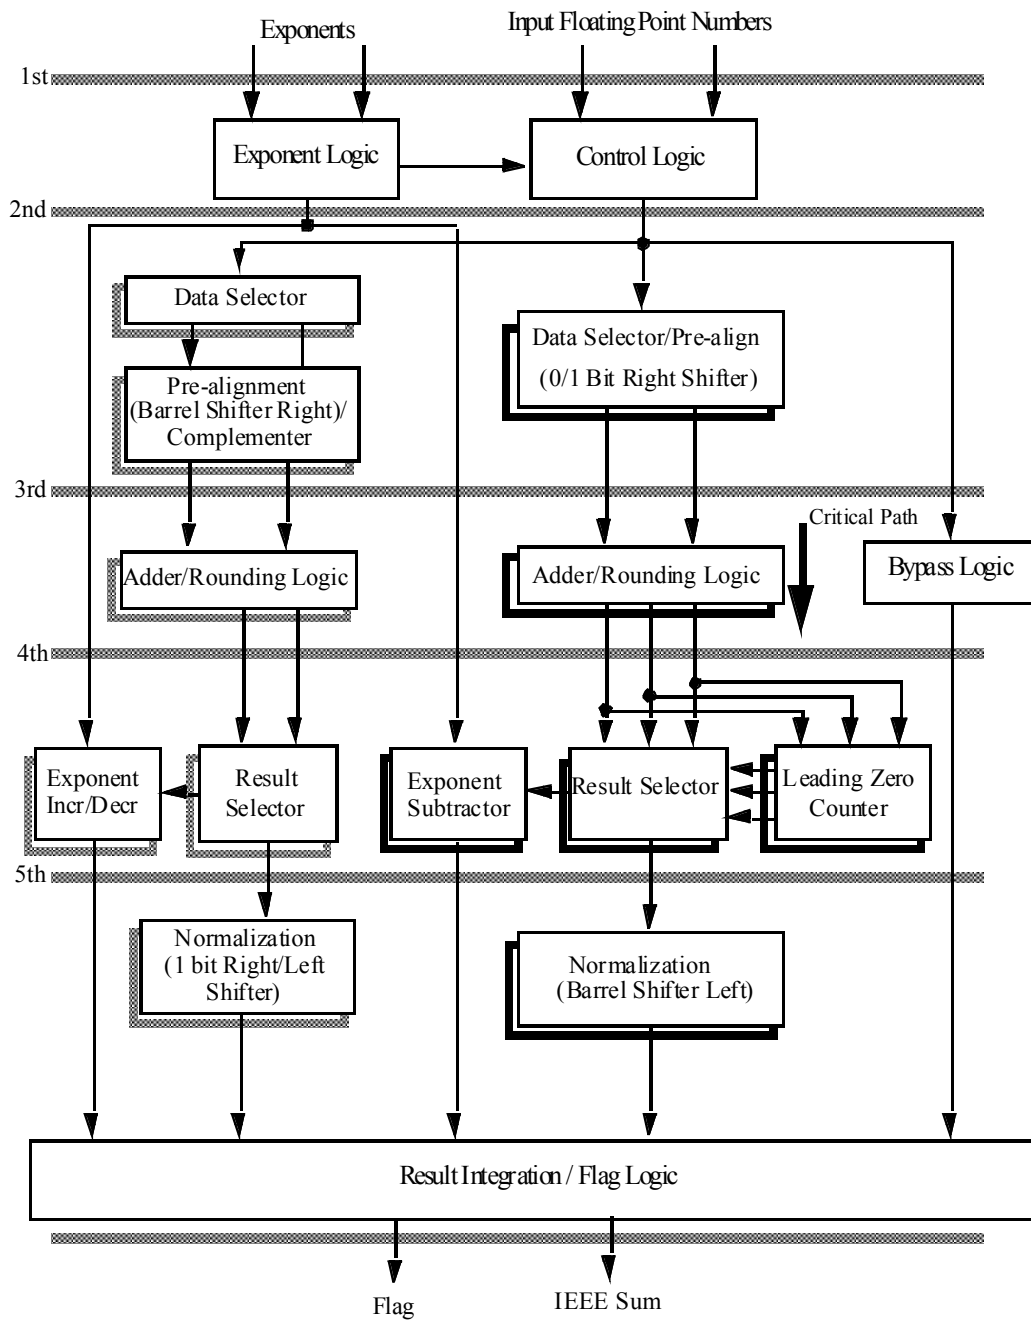 Exponents
Input Floating Point Numbers
1st
Exponent Logic
Control Logic
2nd
Data Selector
Data Selector/Pre-align
(0/1 Bit Right Shifter)
Pre-alignment
(Barrel Shifter Right)/
Complementer
3rd
Critical Path
Adder/Rounding Logic
Adder/Rounding Logic
Bypass Logic
4th
Exponent
Incr/Decr
Result
Selector
Exponent
Subtractor
Result Selector
Leading Zero
Counter
5th
Normalization
(1 bit Right/Left
Shifter)
Normalization
(Barrel Shifter Left)
Result Integration / Flag Logic
Flag
IEEE Sum